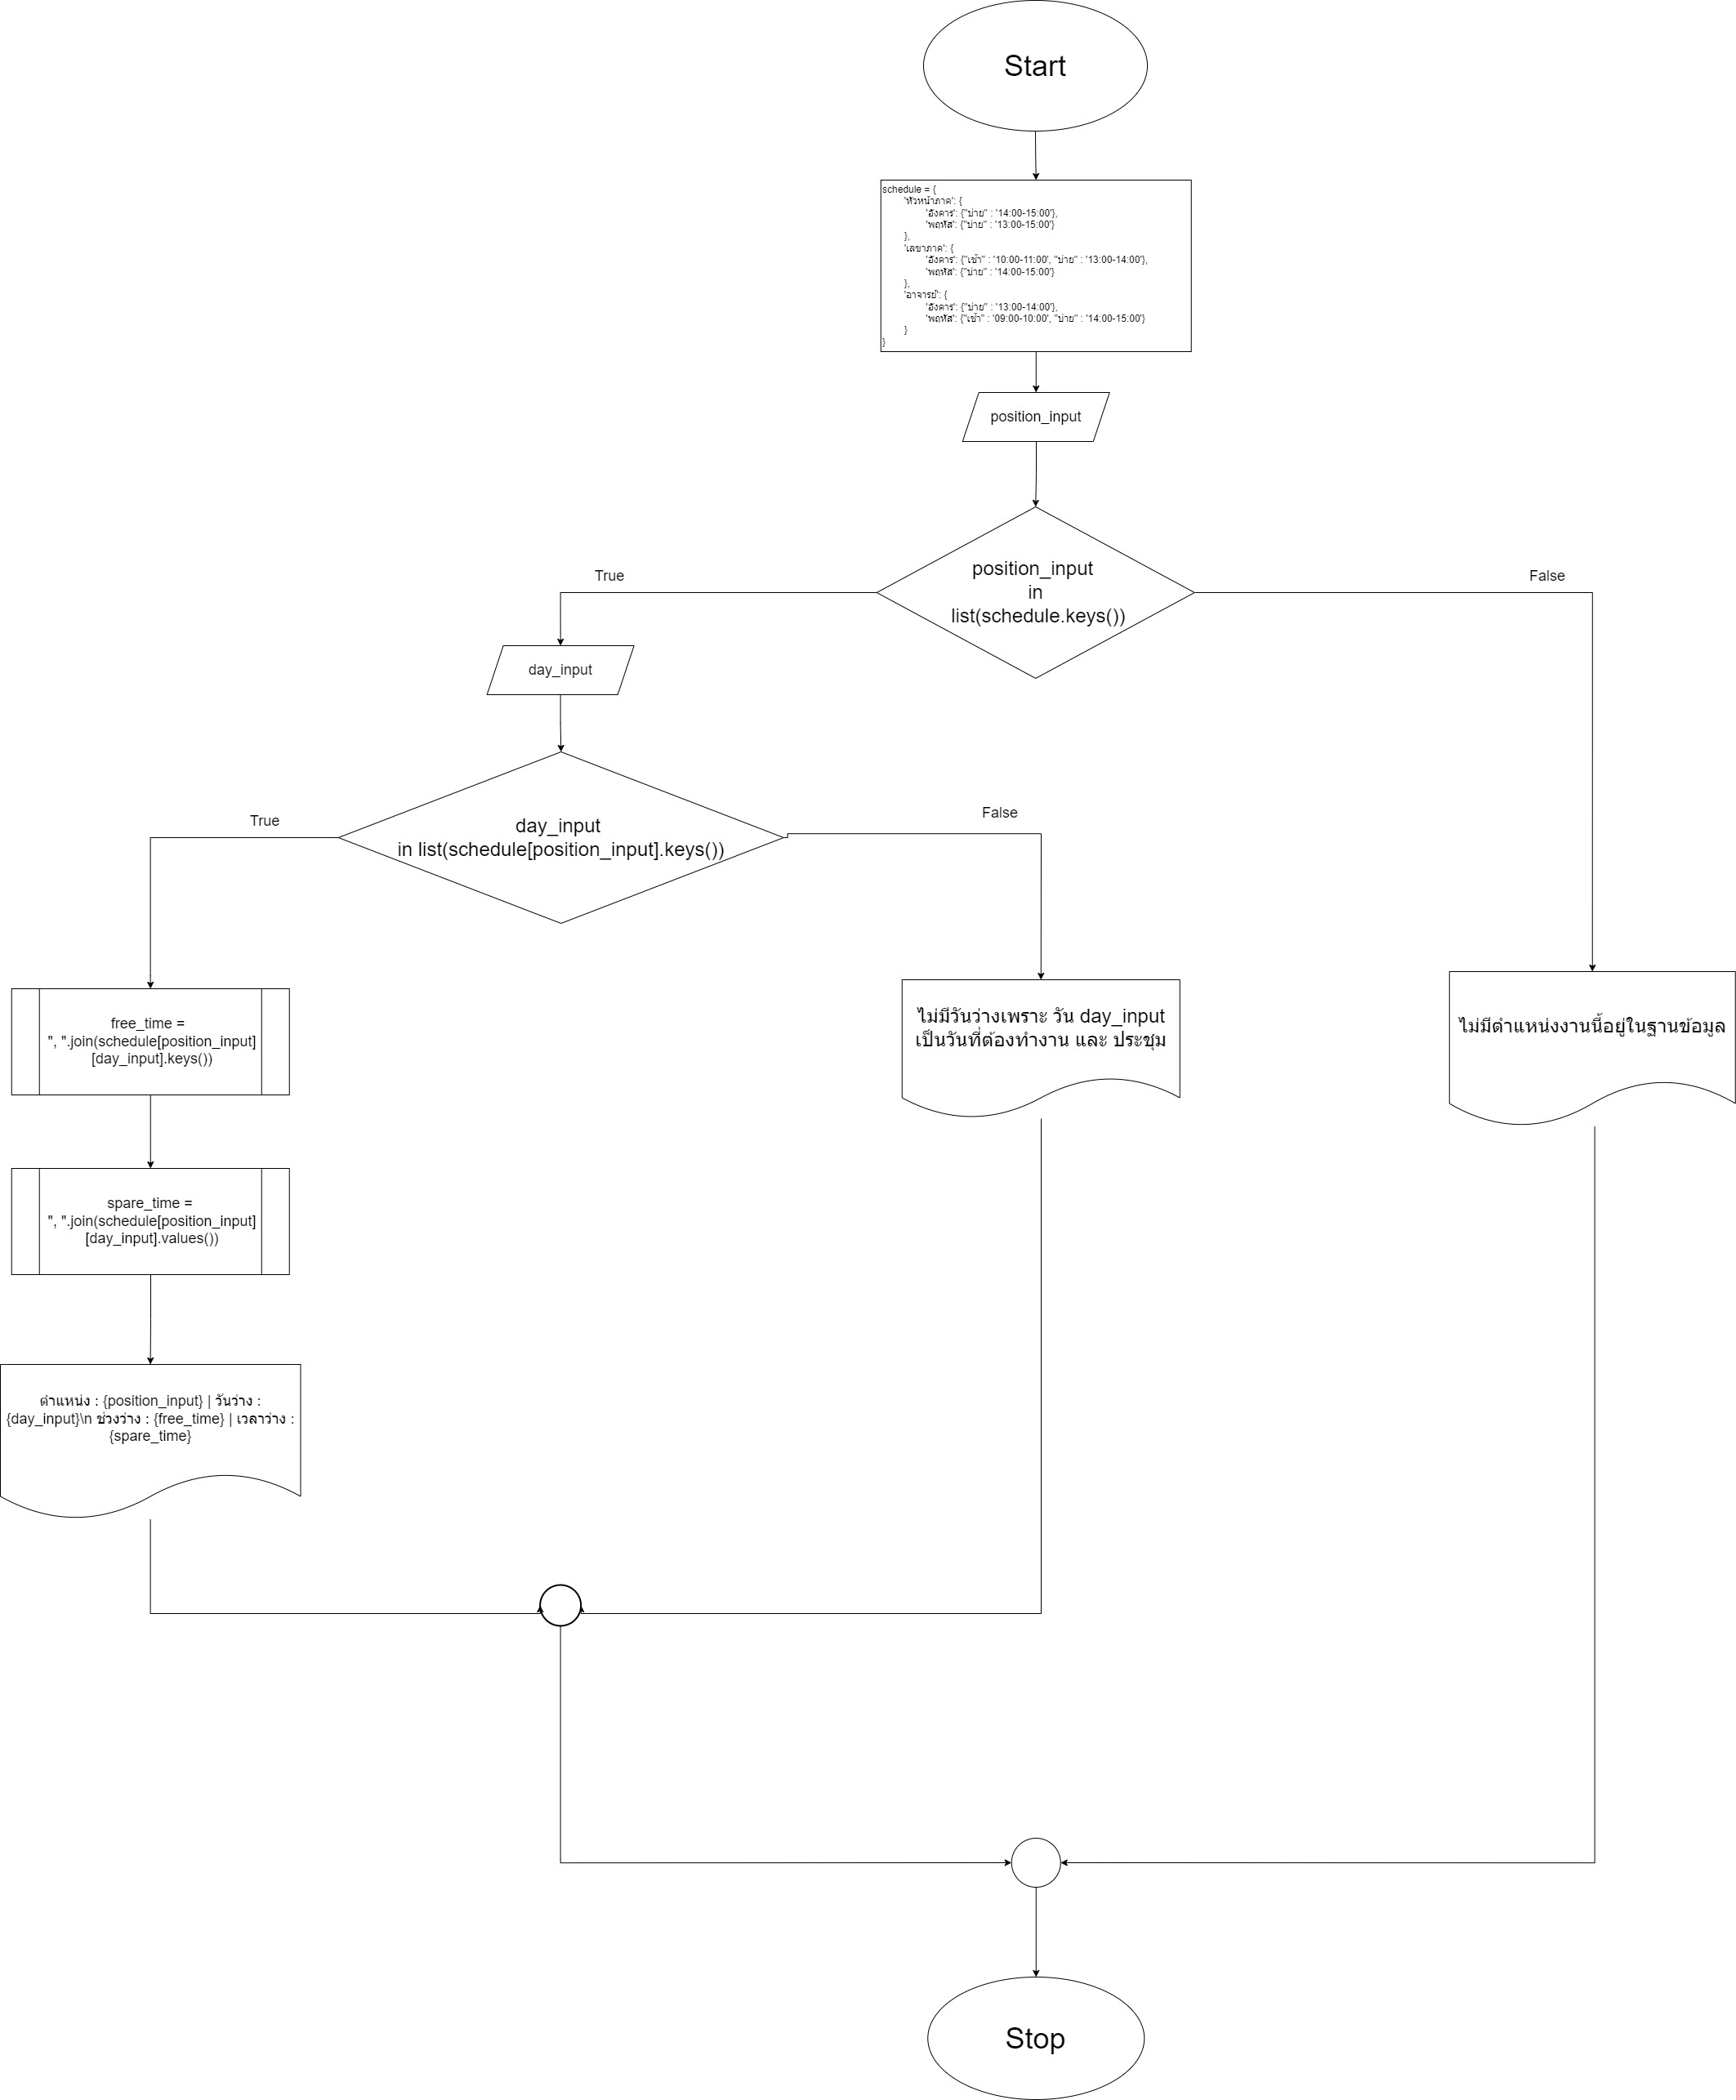 Start
schedule = {
'หัวหน้าภาค': {
'อังคาร': {"บ่าย" : '14:00-15:00'},
'พฤหัส': {"บ่าย" : '13:00-15:00'}
},
'เลขาภาค': {
'อังคาร': {"เช้า" : '10:00-11:00', "บ่าย" : '13:00-14:00'},
'พฤหัส': {"บ่าย" : '14:00-15:00'}
},
'อาจารย์': {
'อังคาร': {"บ่าย" : '13:00-14:00'},
'พฤหัส': {"เช้า" : '09:00-10:00', "บ่าย" : '14:00-15:00'}
}
}
position_input
position_input
in
list(schedule.keys())
True
False
day_input
day_input
in list(schedule[position_input].keys())
True
False
free_time =
", ".join(schedule[position_input]
[day_input].keys())
ไม่มีวันว่างเพราะ วัน day_input
เป็นวันที่ต้องทำงาน และ ประชุม
ไม่มีตำแหน่งงานนี้อยู่ในฐานข้อมูล
spare_time =
", ".join(schedule[position_input]
[day_input].values())
ตำแหน่ง : {position_input} | วันว่าง :
{day_input}\n ช่วงว่าง : {free_time} | เวลาว่าง :
{spare_time}
Stop